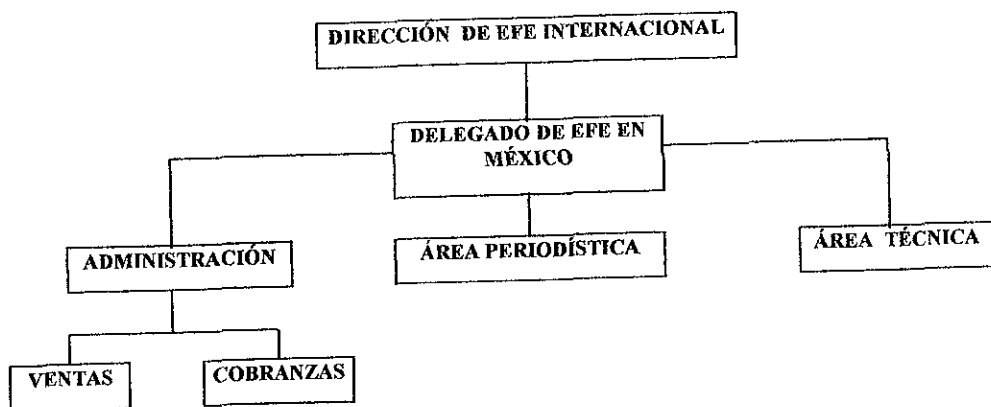 DIRECCIÓN DE EFE INTERNACIONAL
DELEGADO DE EFE EN
MÉXICO
ADMINISTRACIÓN
ÁREA PERIODÍSTICA
ÁREA TÉCNICA
VENTAS
COBRANZAS